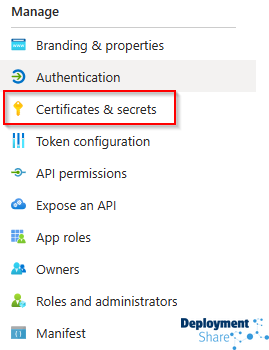 Manage
Branding & properties
Authentication
Certificates & secrets
Token configuration
API permissions
Expose an API
App roles
Owners
Roles and administrators
Manifest
Deployment
Share